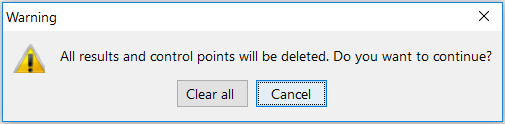 Warning
All results and control points will be deleted. Do you want to continue?
Clear all
Cancel